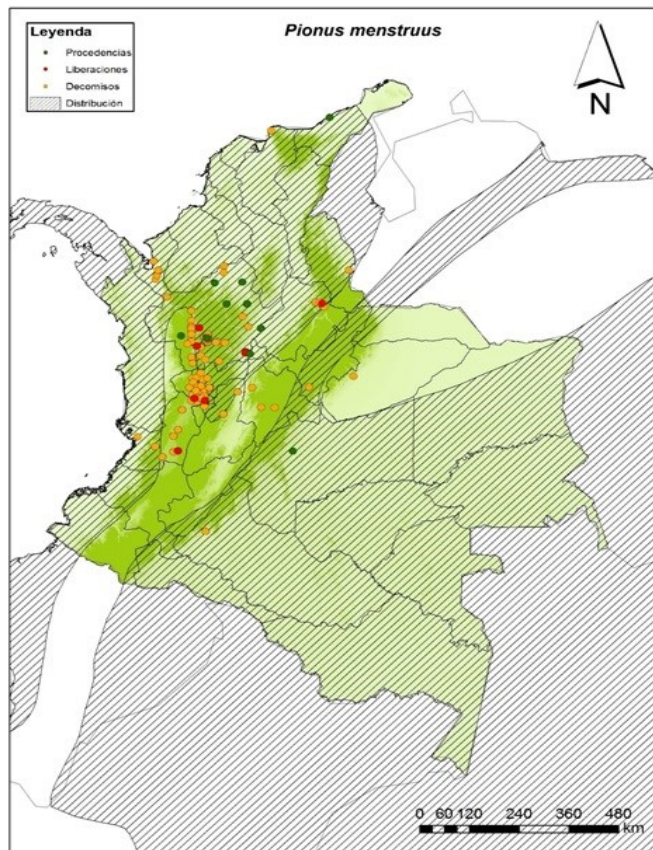 Pionus menstruus
Leyenda
Procedencias
Liberaciones
Decomisos
Distribución
N
0 60 120 240 360 480
km